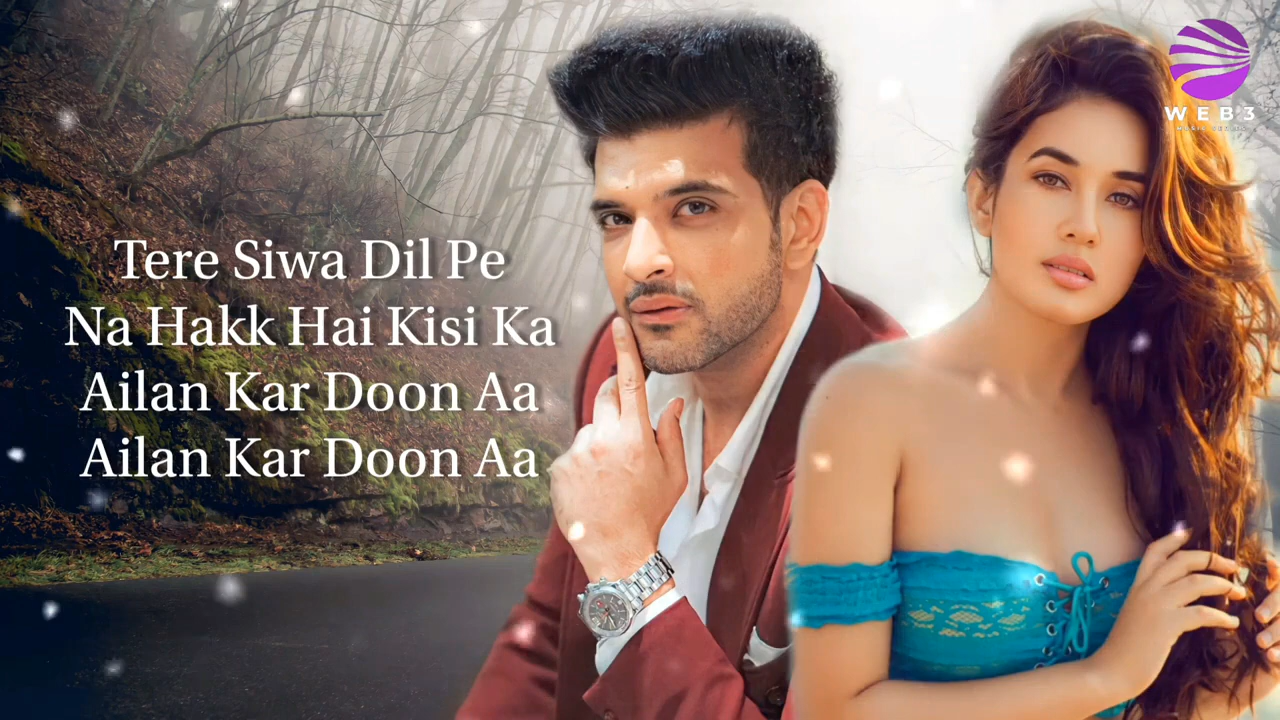 Tere Siwa Dil Pe
Na Hakk Hai Kisi Ka
Ailan Kar Doon Aa
Ailan Kar Doon Aa
WEB3